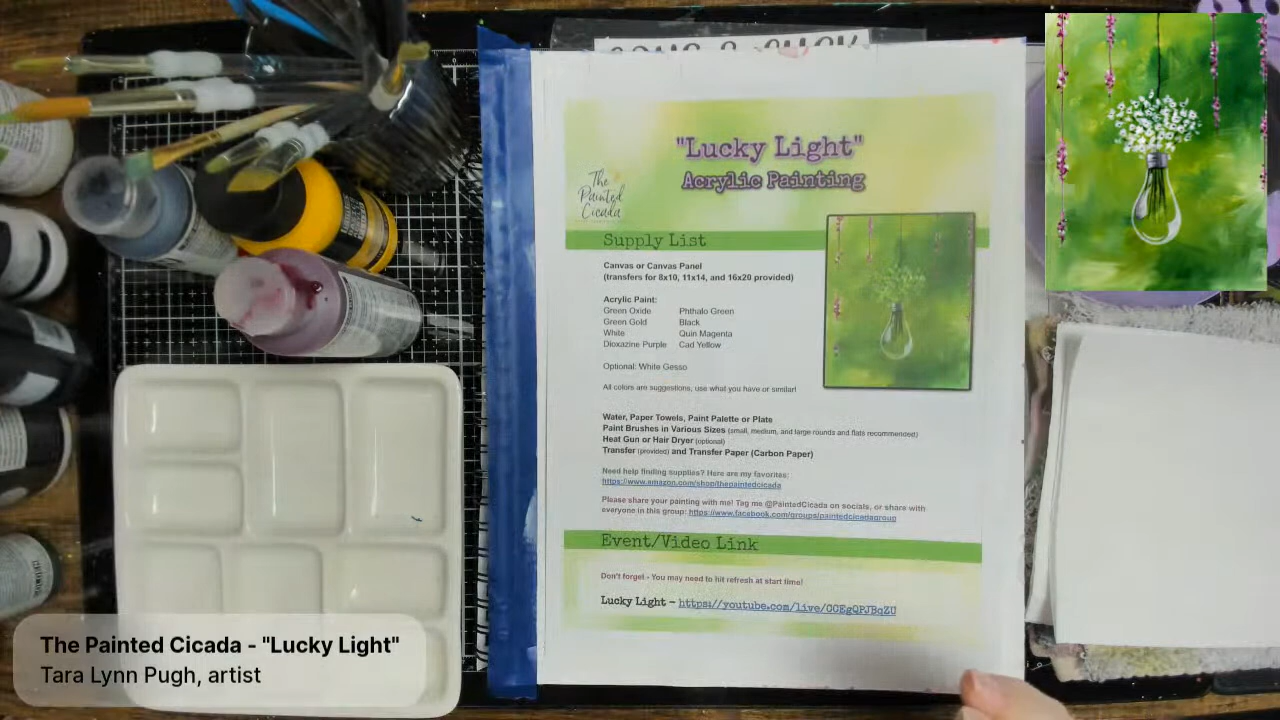 "Lucky Light"
Acrylic Painting
The
Painted
Cicada
Supply List
Canvas or Canvas Panel
(transfers for 8x10, 11x14, and 16x20 provided)
Acrylic Paint:
Green Oxide Phthalo Green
Green Gold Black
White Quin Magenta
Dioxazine Purple Cad Yellow
Optional: White Gesso
All colors are suggestions, use what you have or similar!
Water, Paper Towels, Paint Palette or Plate
Paint Brushes in Various Sizes (small, medium, and large rounds and flats recommended)
Heat Gun or Hair Dryer (optional)
Transfer (provided) and Transfer Paper (Carbon Paper)
Need help finding supplies? Here are my favorites:
https://www.amazon.com/shop/thepaintedcicada
Please share your painting with me! Tag me @PaintedCicada on socials, or share with
everyone in this group: https://www.facebook.com/groups/paintedcicadagroup
Event/Video Link
Don't forget - You may need to hit refresh at start time!
Lucky Light – https://youtube.com/live/CCEgQPJBqZU
The Painted Cicada - "Lucky Light"
Tara Lynn Pugh, artist